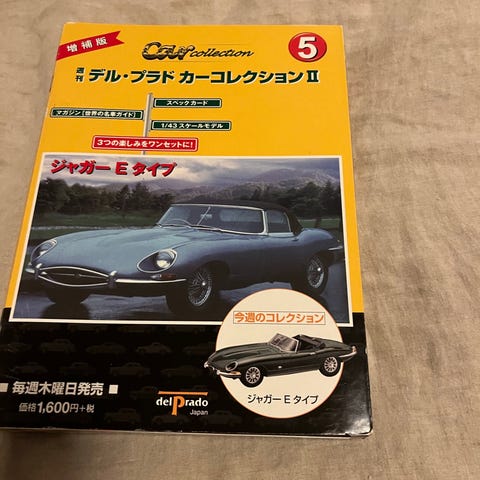 増補版
Car collection
5
週刊 デル・プラド カーコレクションⅡ
スペックカード
マガジン[世界の名車ガイド]
1/43スケールモデル
3つの楽しみをワンセットに!
ジャガー E タイプ
今週のコレクション
ジャガー E タイプ
毎週木曜日発売
価格1,600円+税
del Prado
Japan